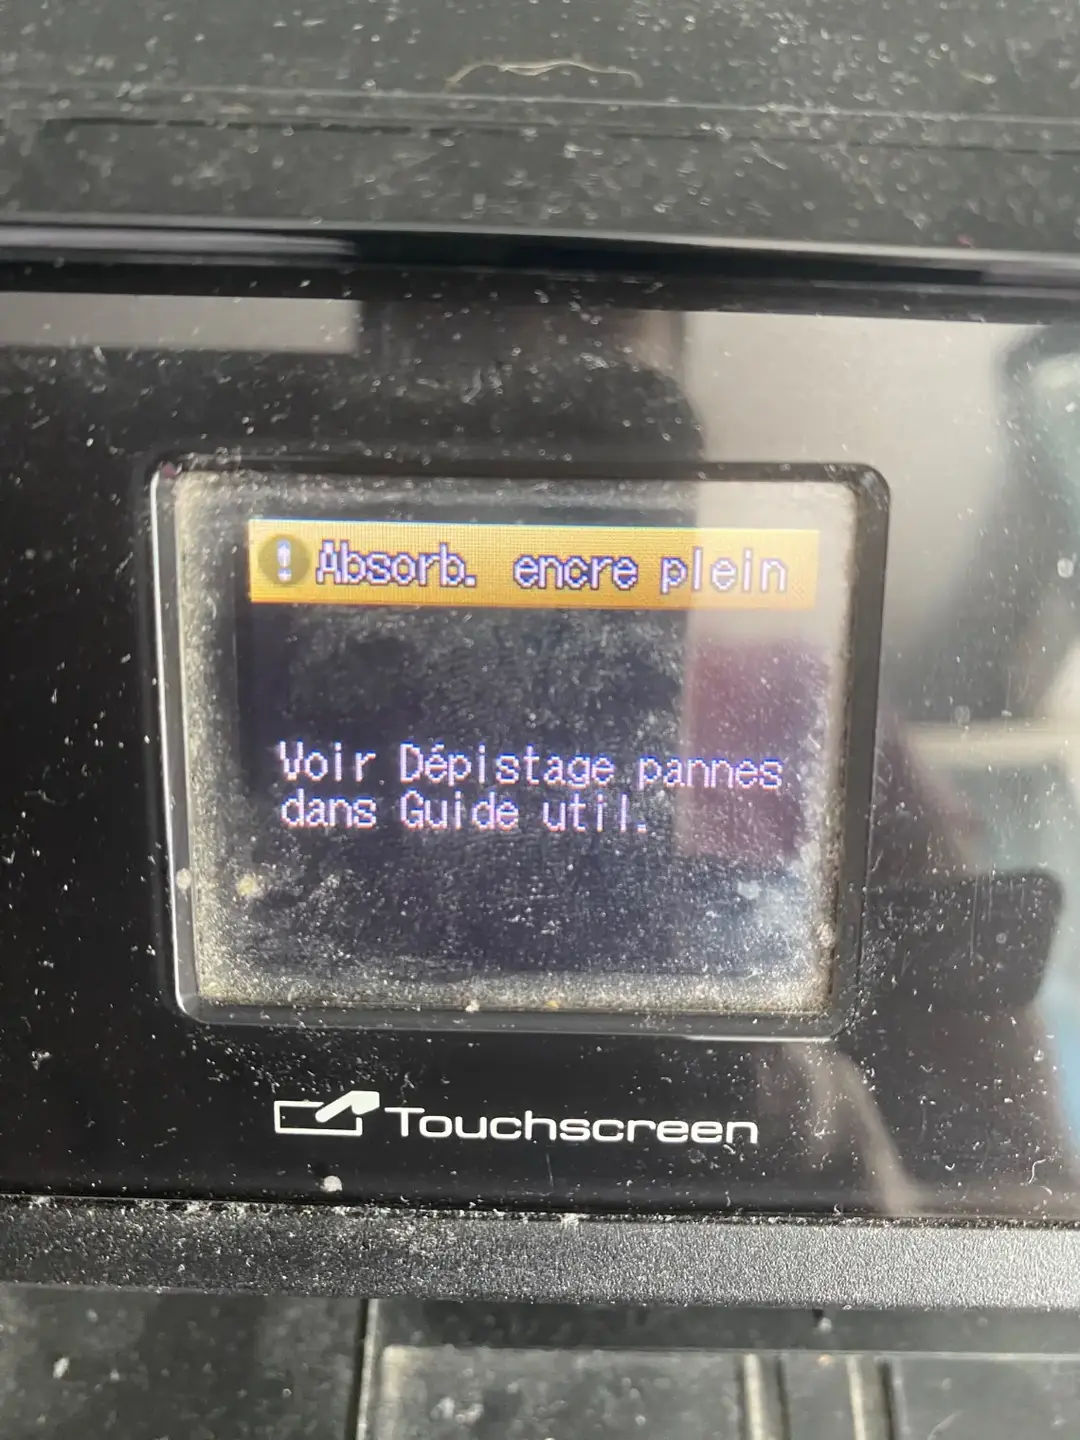 Absorb. encre plein
Voir Dépistage pannes
dans Guide util.
Touchscreen